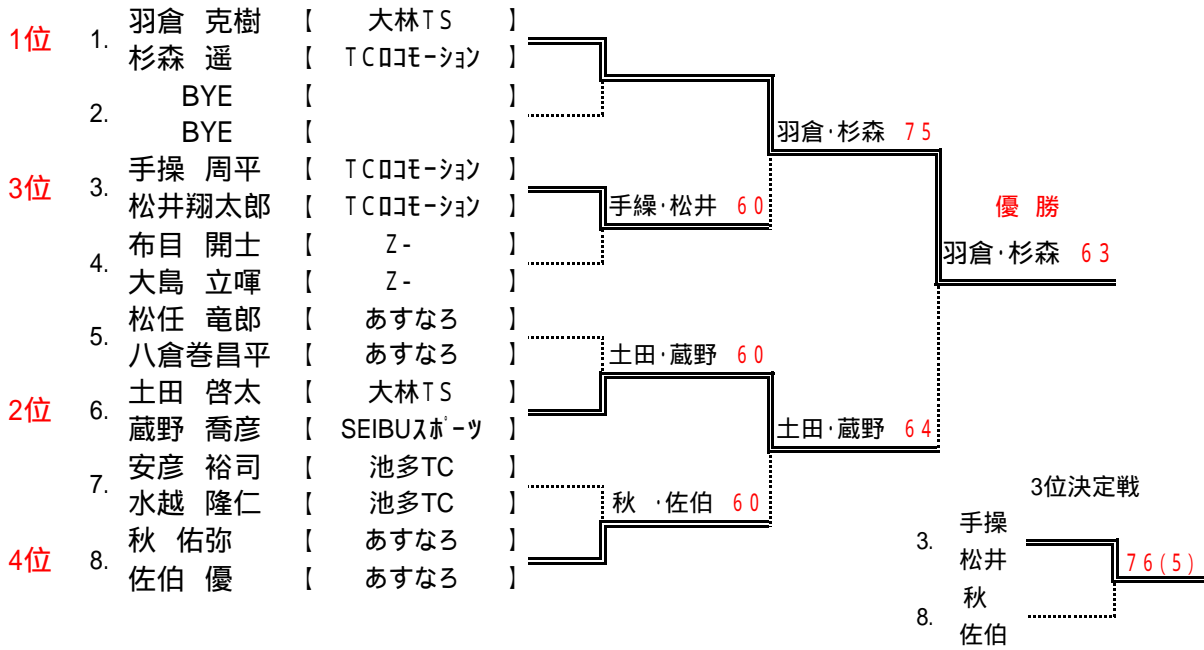 1位 1. 羽倉 克樹 【 大林TS 】
杉森 遥 【 TCﾛｺﾓｰｼｮﾝ 】
2. BYE 【 】
BYE 【 】
羽倉・杉森 75
3位 3. 手操 周平 【 TCﾛｺﾓｰｼｮﾝ 】
松井翔太郎 【 TCﾛｺﾓｰｼｮﾝ 】
手繰・松井 60
優 勝
4. 布目 開士 【 Z- 】
大島 立暉 【 Z- 】
羽倉・杉森 63
5. 松任 竜郎 【 あすなろ 】
八倉巻昌平 【 あすなろ 】
土田・蔵野 60
2位 6. 土田 啓太 【 大林TS 】
蔵野 喬彦 【 SEIBUｽﾎﾟｰﾂ 】
土田・蔵野 64
7. 安彦 裕司 【 池多TC 】
水越 隆仁 【 池多TC 】
秋 ・佐伯 60
4位 8. 秋 佑弥 【 あすなろ 】
佐伯 優 【 あすなろ 】
3位決定戦
3. 手操
松井
76(5)
8. 秋
佐伯